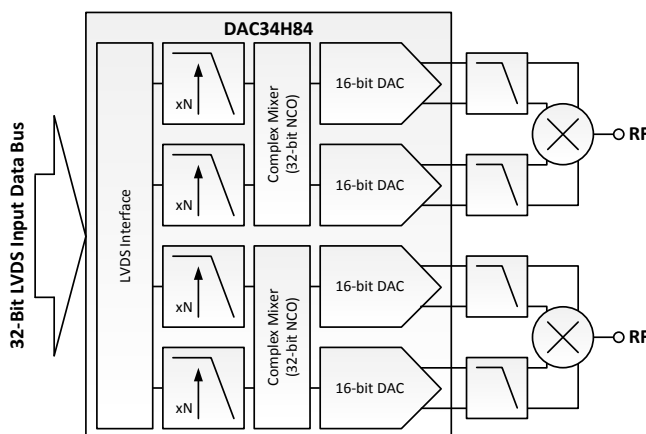 DAC34H84
xN
16-bit DAC
RF
xN
Complex Mixer
(32-bit NCO)
16-bit DAC
32-Bit LVDS Input Data Bus
LVDS Interface
xN
16-bit DAC
RF
xN
Complex Mixer
(32-bit NCO)
16-bit DAC